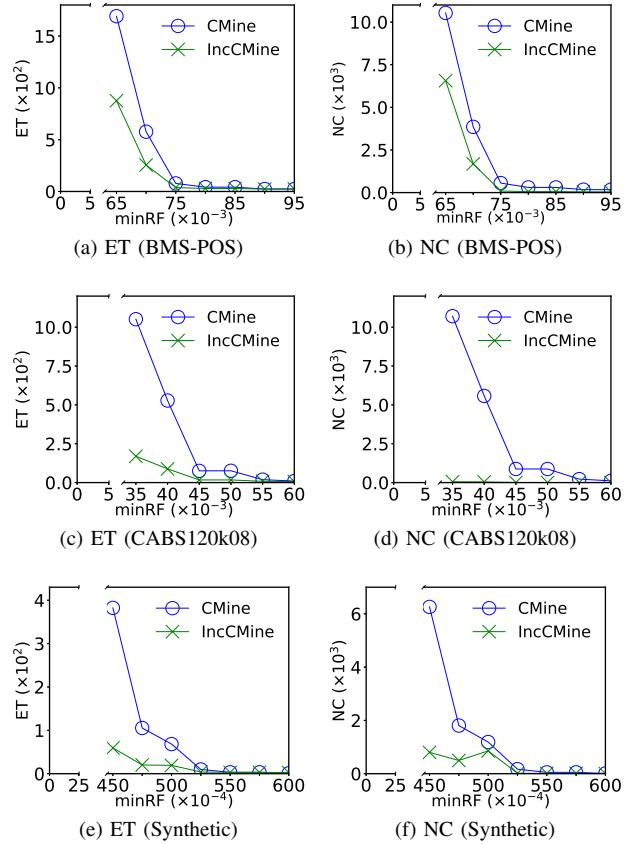 ET (×10²)
15
10
5
0
CMine
IncCMine
0 5 65 75 85 95
minRF (×10⁻³)
(a) ET (BMS-POS)
NC (×10³)
10.0
7.5
5.0
2.5
0.0
CMine
IncCMine
0 5 65 75 85 95
minRF (×10⁻³)
(b) NC (BMS-POS)
ET (×10²)
10.0
7.5
5.0
2.5
0.0
CMine
IncCMine
0 5 35 40 45 50 55 60
minRF (×10⁻³)
(c) ET (CABS120k08)
NC (×10³)
10.0
7.5
5.0
2.5
0.0
CMine
IncCMine
0 5 35 40 45 50 55 60
minRF (×10⁻³)
(d) NC (CABS120k08)
ET (×10²)
4
3
2
1
0
CMine
IncCMine
0 25 450 500 550 600
minRF (×10⁻⁴)
(e) ET (Synthetic)
NC (×10³)
6
4
2
0
CMine
IncCMine
0 25 450 500 550 600
minRF (×10⁻⁴)
(f) NC (Synthetic)